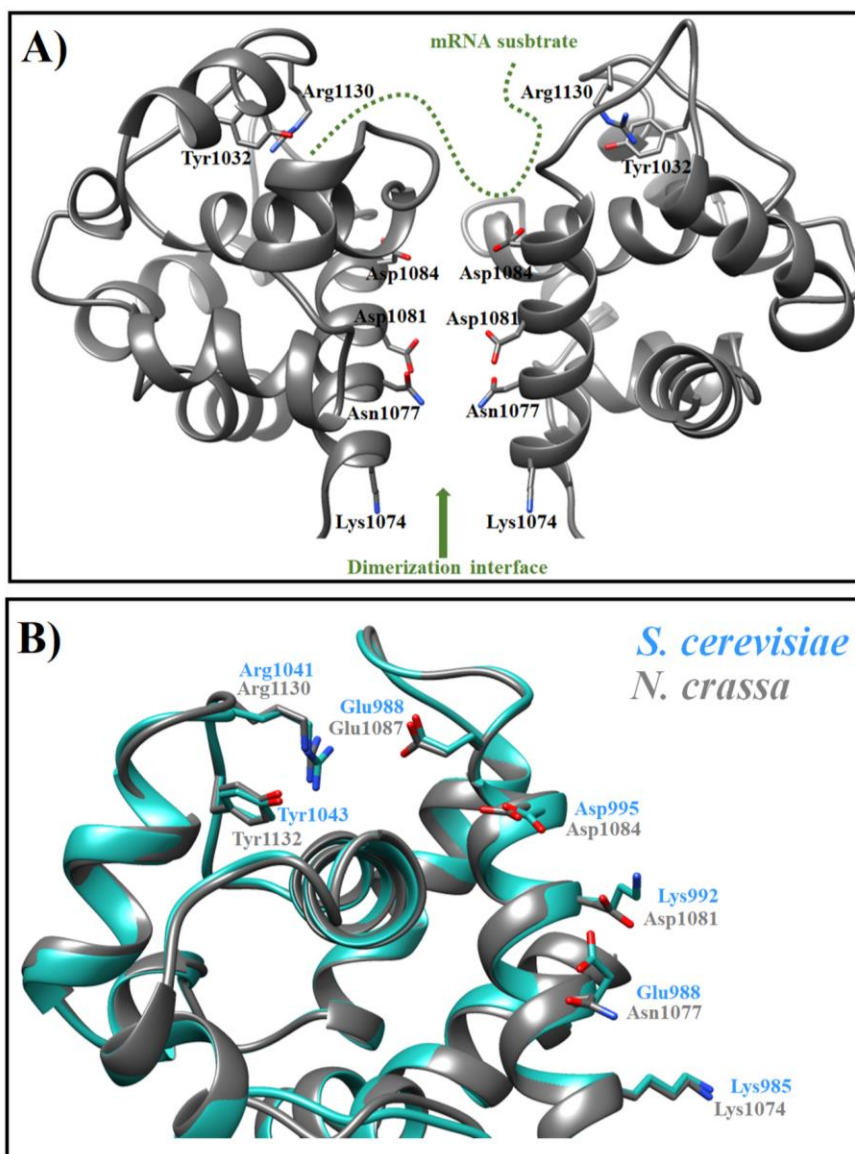 A)
mRNA susbtrate
Arg1130
Arg1130
Tyr1032
Tyr1032
Asp1084
Asp1084
Asp1081
Asp1081
Asn1077
Asn1077
Lys1074
Lys1074
Dimerization interface
B)
S. cerevisiae
N. crassa
Arg1041
Arg1130
Glu988
Glu1087
Tyr1043
Tyr1132
Asp995
Asp1084
Lys992
Asp1081
Glu988
Asn1077
Lys985
Lys1074